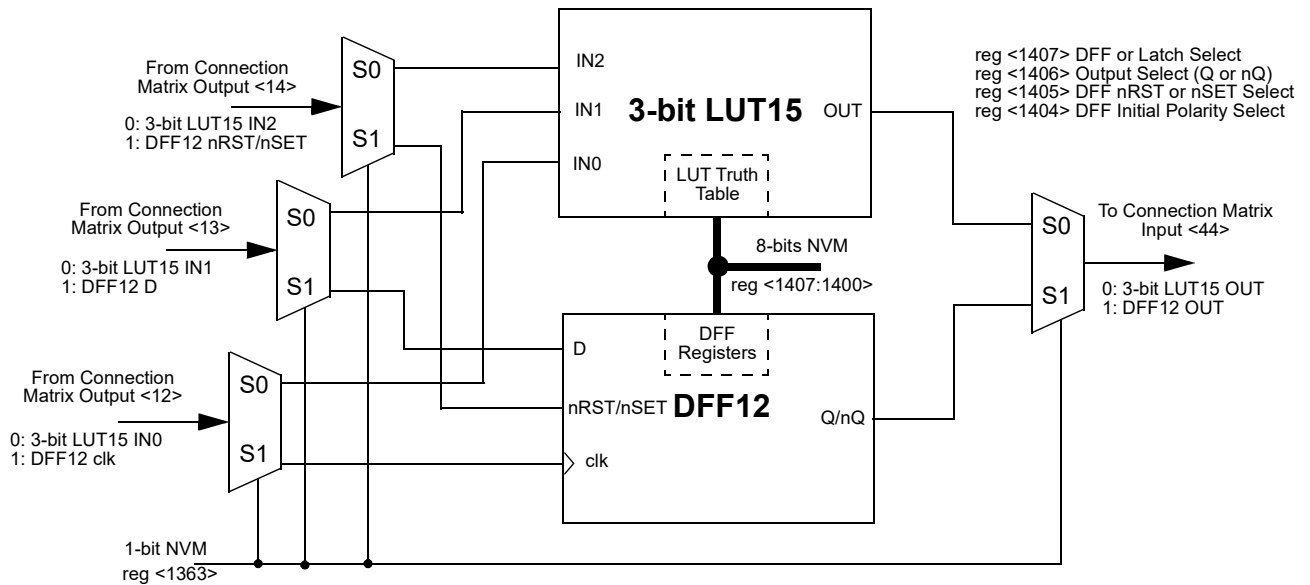 From Connection
Matrix Output <14>
0: 3-bit LUT15 IN2
1: DFF12 nRST/nSET
S0
S1
From Connection
Matrix Output <13>
0: 3-bit LUT15 IN1
1: DFF12 D
S0
S1
From Connection
Matrix Output <12>
0: 3-bit LUT15 IN0
1: DFF12 clk
S0
S1
1-bit NVM
reg <1363>
IN2
IN1
IN0
3-bit LUT15
OUT
LUT Truth
Table
8-bits NVM
reg <1407:1400>
DFF
Registers
D
nRST/nSET
DFF12
Q/nQ
clk
reg <1407> DFF or Latch Select
reg <1406> Output Select (Q or nQ)
reg <1405> DFF nRST or nSET Select
reg <1404> DFF Initial Polarity Select
S0
S1
To Connection Matrix
Input <44>
0: 3-bit LUT15 OUT
1: DFF12 OUT